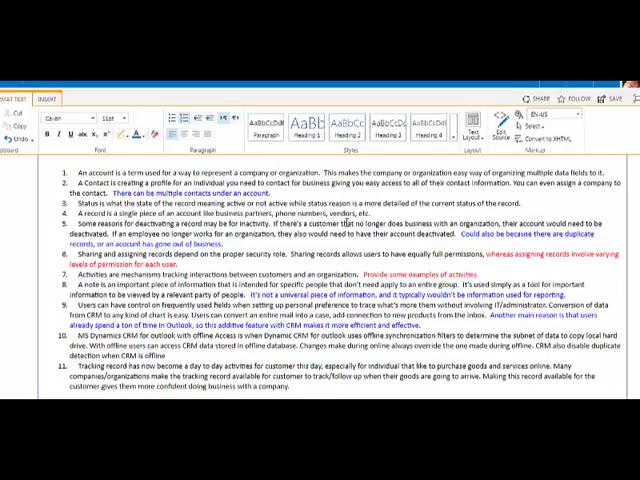 FORMAT TEXT INSERT SHARE FOLLOW SAVE
Cut
Copy
Undo
Calibri 11pt
B I U abc x₂ x²
AaBbCcDdI AaBb AaBbC AaBbCcDc AaBbCcDdI
Paragraph Heading 1 Heading 2 Heading 3 Heading 4
Text Layout
Edit Source
EN-US
Select
Convert to XHTML
Font Paragraph Styles Layout Markup
1. An account is a term used for a way to represent a company or organization. This makes the company or organization easy way of organizing multiple data fields to it.
2. A Contact is creating a profile for an individual you need to contact for business giving you easy access to all of their contact information. You can even assign a company to
the contact. There can be multiple contacts under an account.
3. Status is what the state of the record meaning active or not active while status reason is a more detailed of the current status of the record.
4. A record is a single piece of an account like business partners, phone numbers, vendors, etc.
5. Some reasons for deactivating a record may be for inactivity. If there's a customer that no longer does business with an organization, their account would need to be
deactivated. If an employee no longer works for an organization, they also would need to have their account deactivated. Could also be because there are duplicate
records, or an account has gone out of business.
6. Sharing and assigning records depend on the proper security role. Sharing records allows users to have equally full permissions, whereas assigning records involve varying
levels of permission for each user.
7. Activities are mechanisms tracking interactions between customers and an organization. Provide some examples of activities
8. A note is an important piece of information that is intended for specific people that don't need apply to an entire group. It's used simply as a tool for important
information to be viewed by a relevant party of people. It's not a universal piece of information, and it typically wouldn't be information used for reporting.
9. Users can have control on frequently used fields when setting up personal preference to trace what's more them without involving IT/administrator. Conversion of data
from CRM to any kind of chart is easy. Users can convert an entire mail into a case, add connection to new products from the inbox. Another main reason is that users
already spend a ton of time in Outlook, so this additive feature with CRM makes it more efficient and effective.
10. MS Dynamics CRM for outlook with offline Access is when Dynamic CRM for outlook uses offline synchronization filters to determine the subset of data to copy local hard
drive. With offline users can access CRM data stored in offline database. Changes make during online always override the one made during offline. CRM also disable duplicate
detection when CRM is offline
11. Tracking record has now become a day to day activities for customer this day, especially for individual that like to purchase goods and services online. Many
companies/organizations make the tracking record available for customer to track/follow up when their goods are going to arrive. Making this record available for the
customer gives them more confident doing business with a company.